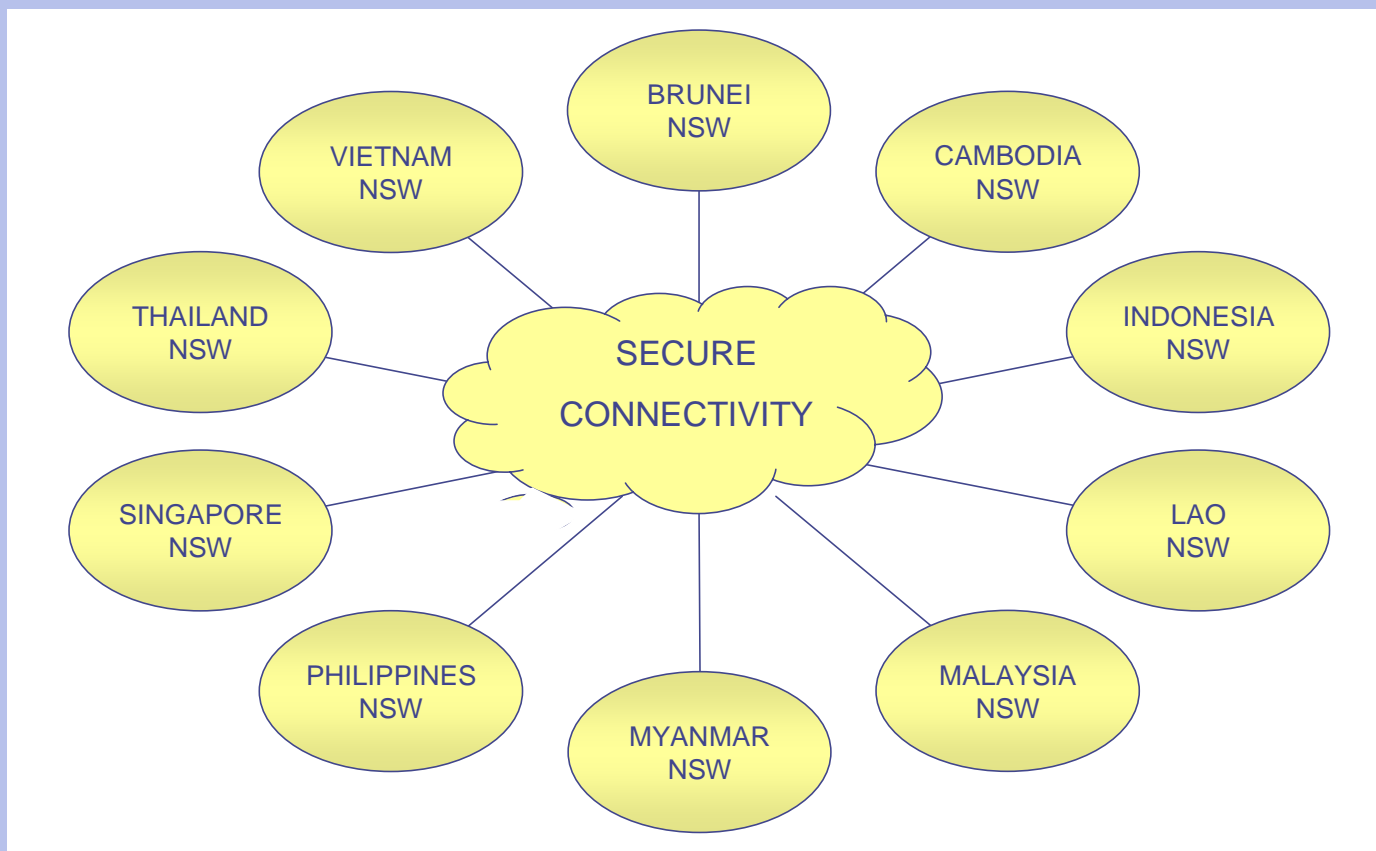 BRUNEI
NSW
VIETNAM
NSW
CAMBODIA
NSW
THAILAND
NSW
INDONESIA
NSW
SECURE
CONNECTIVITY
SINGAPORE
NSW
LAO
NSW
PHILIPPINES
NSW
MALAYSIA
NSW
MYANMAR
NSW